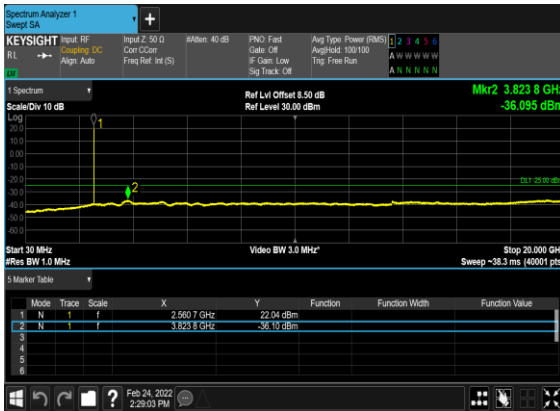 Spectrum Analyzer 1
Swept SA
+
KEYSIGHT Input: RF Input Z: 50 Ω #Atten: 40 dB PNO: Fast Avg Type: Power (RMS) 1 2 3 4 5 6
RL Coupling: DC Corr CCorr Gate: Off Avg|Hold: 100/100 A W W W W W
Align: Auto Freq Ref: Int (S) IF Gain: Low Trig: Free Run
LXI Sig Track: Off A N N N N N
1 Spectrum Ref Lvl Offset 8.50 dB Mkr2 3.823 8 GHz
Scale/Div 10 dB Ref Level 30.00 dBm -36.095 dBm
Log
20.0
10.0
0.00
-10.0
-20.0
-30.0
-40.0
-50.0
-60.0
1
2
DL1 -25.00 dBm
Start 30 MHz Video BW 3.0 MHz* Stop 20.000 GHz
#Res BW 1.0 MHz Sweep ~38.3 ms (40001 pts)
5 Marker Table
Mode Trace Scale X Y Function Function Width Function Value
1 N 1 f 2.560 7 GHz 22.04 dBm
2 N 1 f 3.823 8 GHz -36.10 dBm
3
4
5
6
? Feb 24, 2022
2:29:03 PM